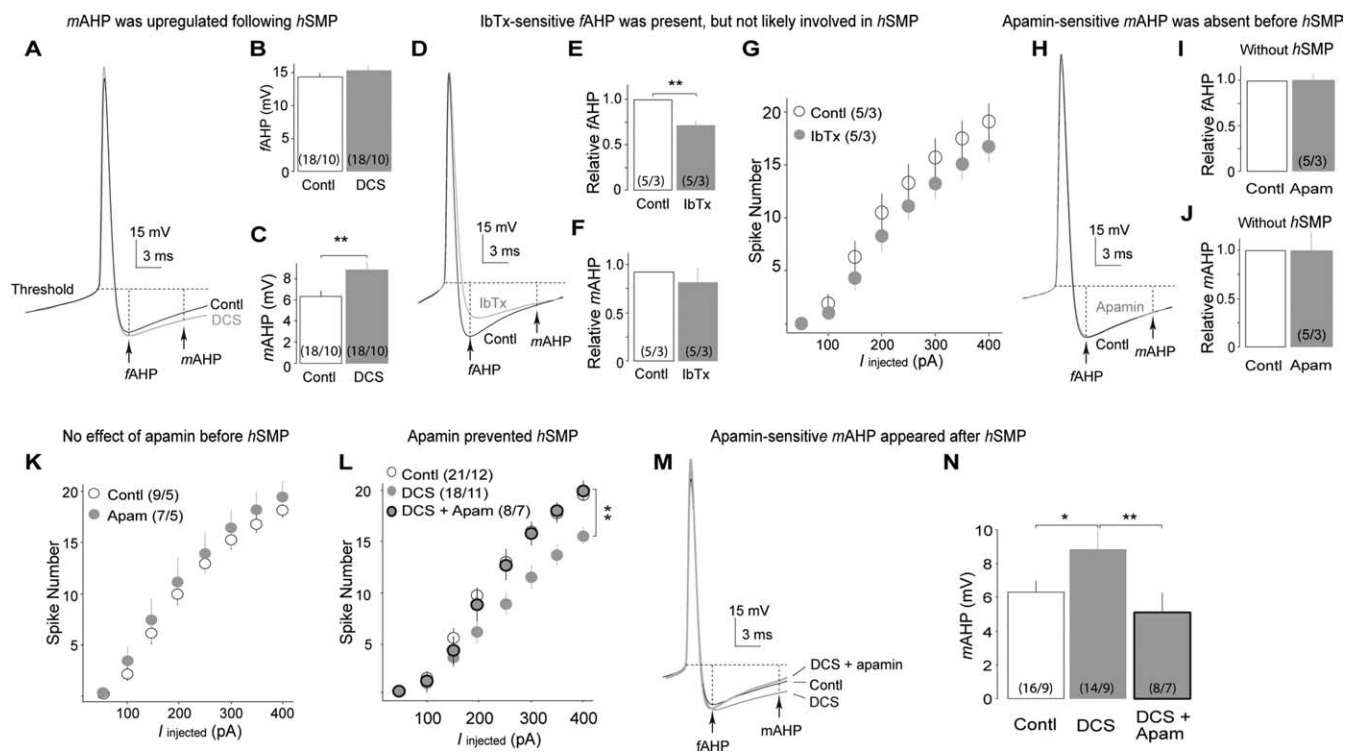 mAHP was upregulated following hSMP
IbTx-sensitive fAHP was present, but not likely involved in hSMP
Apamin-sensitive mAHP was absent before hSMP
A
15 mV
3 ms
Threshold
Contl
DCS
fAHP
mAHP
B
fAHP (mV)
15
10
5
0
(18/10)
(18/10)
Contl
DCS
C
**
mAHP (mV)
8
6
4
2
0
(18/10)
(18/10)
Contl
DCS
D
15 mV
3 ms
IbTx
Contl
fAHP
mAHP
E
**
Relative fAHP
1.0
0.5
0
(5/3)
(5/3)
Contl
IbTx
F
Relative mAHP
1.0
0.5
0
(5/3)
(5/3)
Contl
IbTx
G
Contl (5/3)
IbTx (5/3)
Spike Number
20
15
10
5
100
200
300
400
I injected (pA)
H
15 mV
3 ms
Apamin
Contl
fAHP
mAHP
I
Without hSMP
Relative fAHP
1.0
0.5
0
(5/3)
Contl
Apam
J
Without hSMP
Relative mAHP
1.0
0.5
0
(5/3)
Contl
Apam
No effect of apamin before hSMP
Apamin prevented hSMP
Apamin-sensitive mAHP appeared after hSMP
K
Contl (9/5)
Apam (7/5)
Spike Number
20
15
10
5
100
200
300
400
I injected (pA)
L
Contl (21/12)
DCS (18/11)
DCS + Apam (8/7)
**
Spike Number
20
15
10
5
100
200
300
400
I injected (pA)
M
15 mV
3 ms
DCS + apamin
Contl
DCS
fAHP
mAHP
N
*
**
mAHP (mV)
10
8
6
4
2
0
(16/9)
(14/9)
(8/7)
Contl
DCS
DCS +
Apam